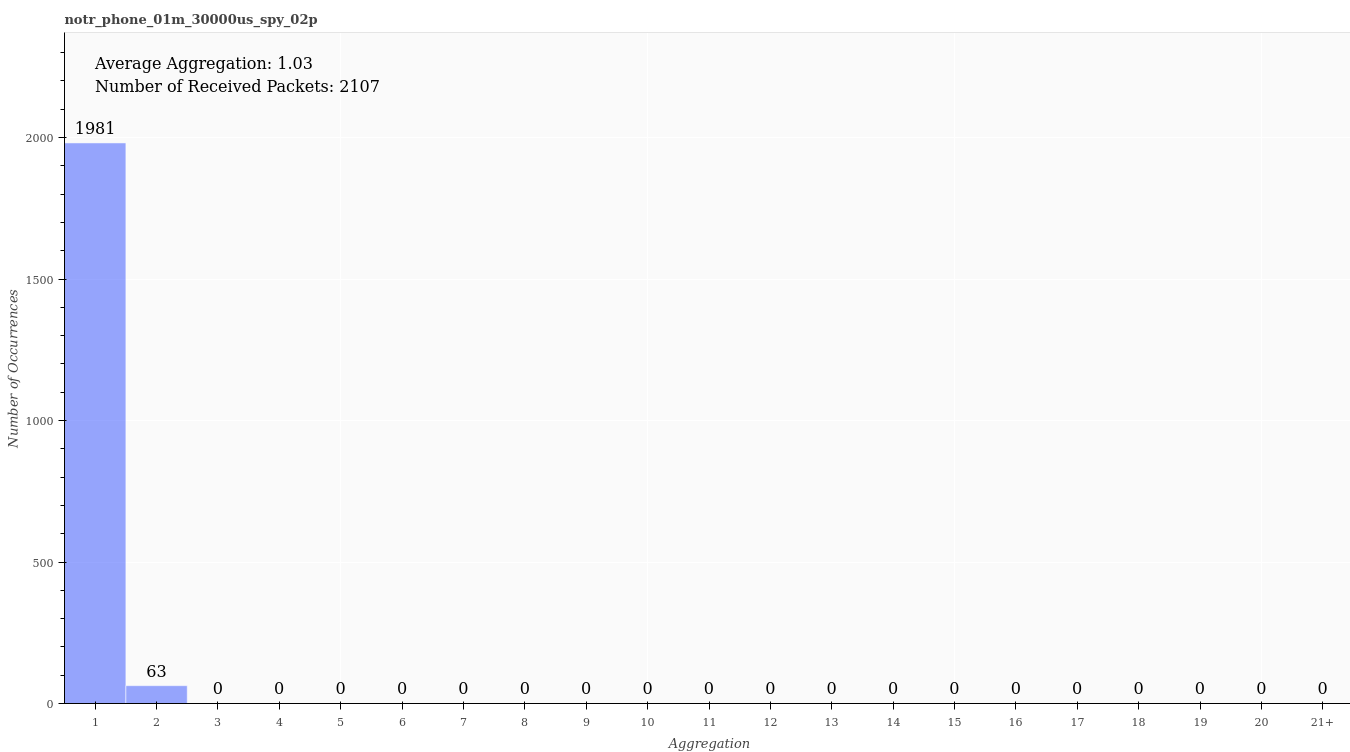 notr_phone_01m_30000us_spy_02p
Average Aggregation: 1.03
Number of Received Packets: 2107
Number of Occurrences
2000
1500
1000
500
0
1981
63
0 0 0 0 0 0 0 0 0 0 0 0 0 0 0 0 0 0 0
1 2 3 4 5 6 7 8 9 10 11 12 13 14 15 16 17 18 19 20 21+
Aggregation